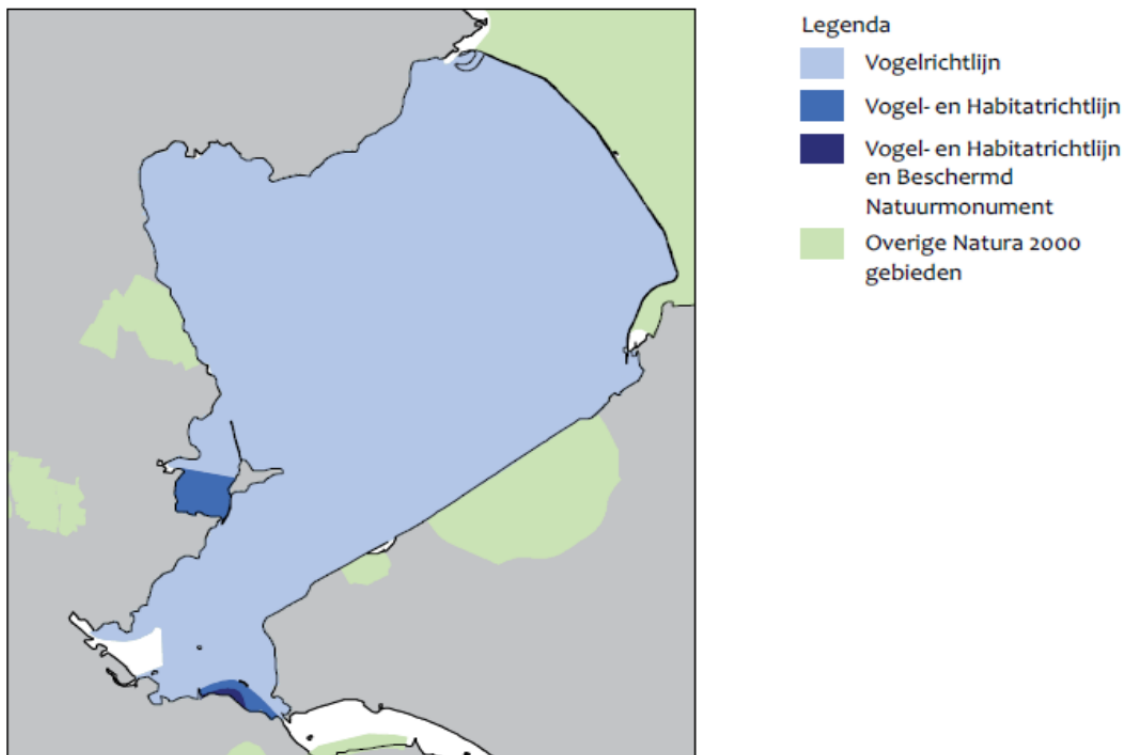 Legenda
Vogelrichtlijn
Vogel- en Habitatrichtlijn
Vogel- en Habitatrichtlijn
en Beschermd
Natuurmonument
Overige Natura 2000
gebieden